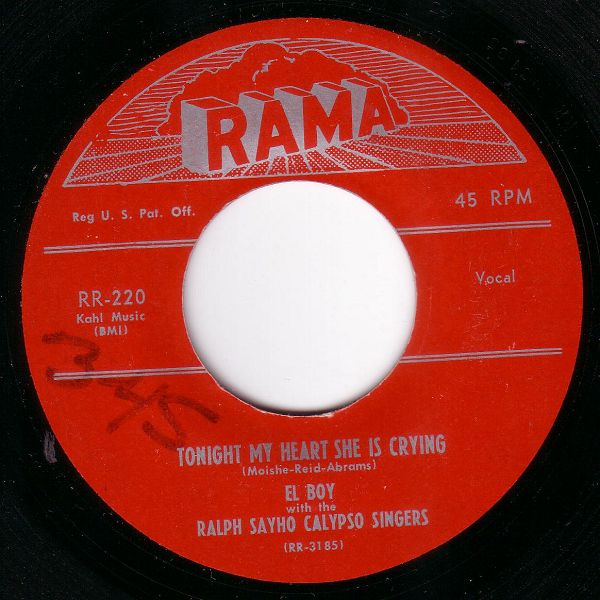 RAMA
Reg U. S. Pat. Off.
45 RPM
RR-220
Kahl Music
(BMI)
Vocal
345
TONIGHT MY HEART SHE IS CRYING
(Moishe-Reid-Abrams)
EL BOY
with the
RALPH SAYHO CALYPSO SINGERS
(RR-3185)